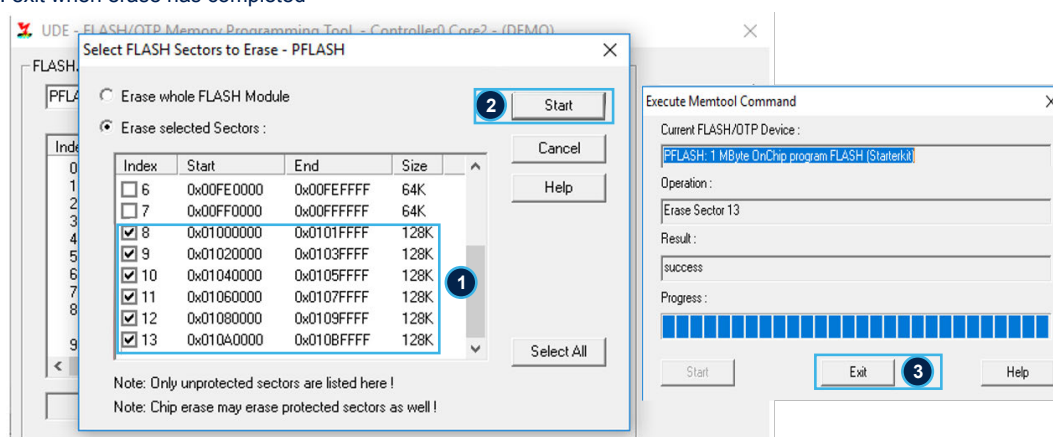 exit when erase has completed
UDE - FLASH/OTP Memory Programming Tool - Controller0.Core2 - (DEMO)
Select FLASH Sectors to Erase - PFLASH
FLASH
PFLA
Erase whole FLASH Module
2
Start
Erase selected Sectors :
Cancel
Help
Index Start End Size
6 0x00FE0000 0x00FEFFFF 64K
7 0x00FF0000 0x00FFFFFF 64K
8 0x01000000 0x0101FFFF 128K
9 0x01020000 0x0103FFFF 128K
10 0x01040000 0x0105FFFF 128K
11 0x01060000 0x0107FFFF 128K
12 0x01080000 0x0109FFFF 128K
13 0x010A0000 0x010BFFFF 128K
1
Select All
Note: Only unprotected sectors are listed here !
Note: Chip erase may erase protected sectors as well !
Inde
0
1
2
3
4
5
6
7
8
9
Execute Memtool Command
Current FLASH/OTP Device :
PFLASH: 1 MByte OnChip program FLASH (Starterkit)
Operation :
Erase Sector 13
Result :
success
Progress :
Start
Exit
3
Help